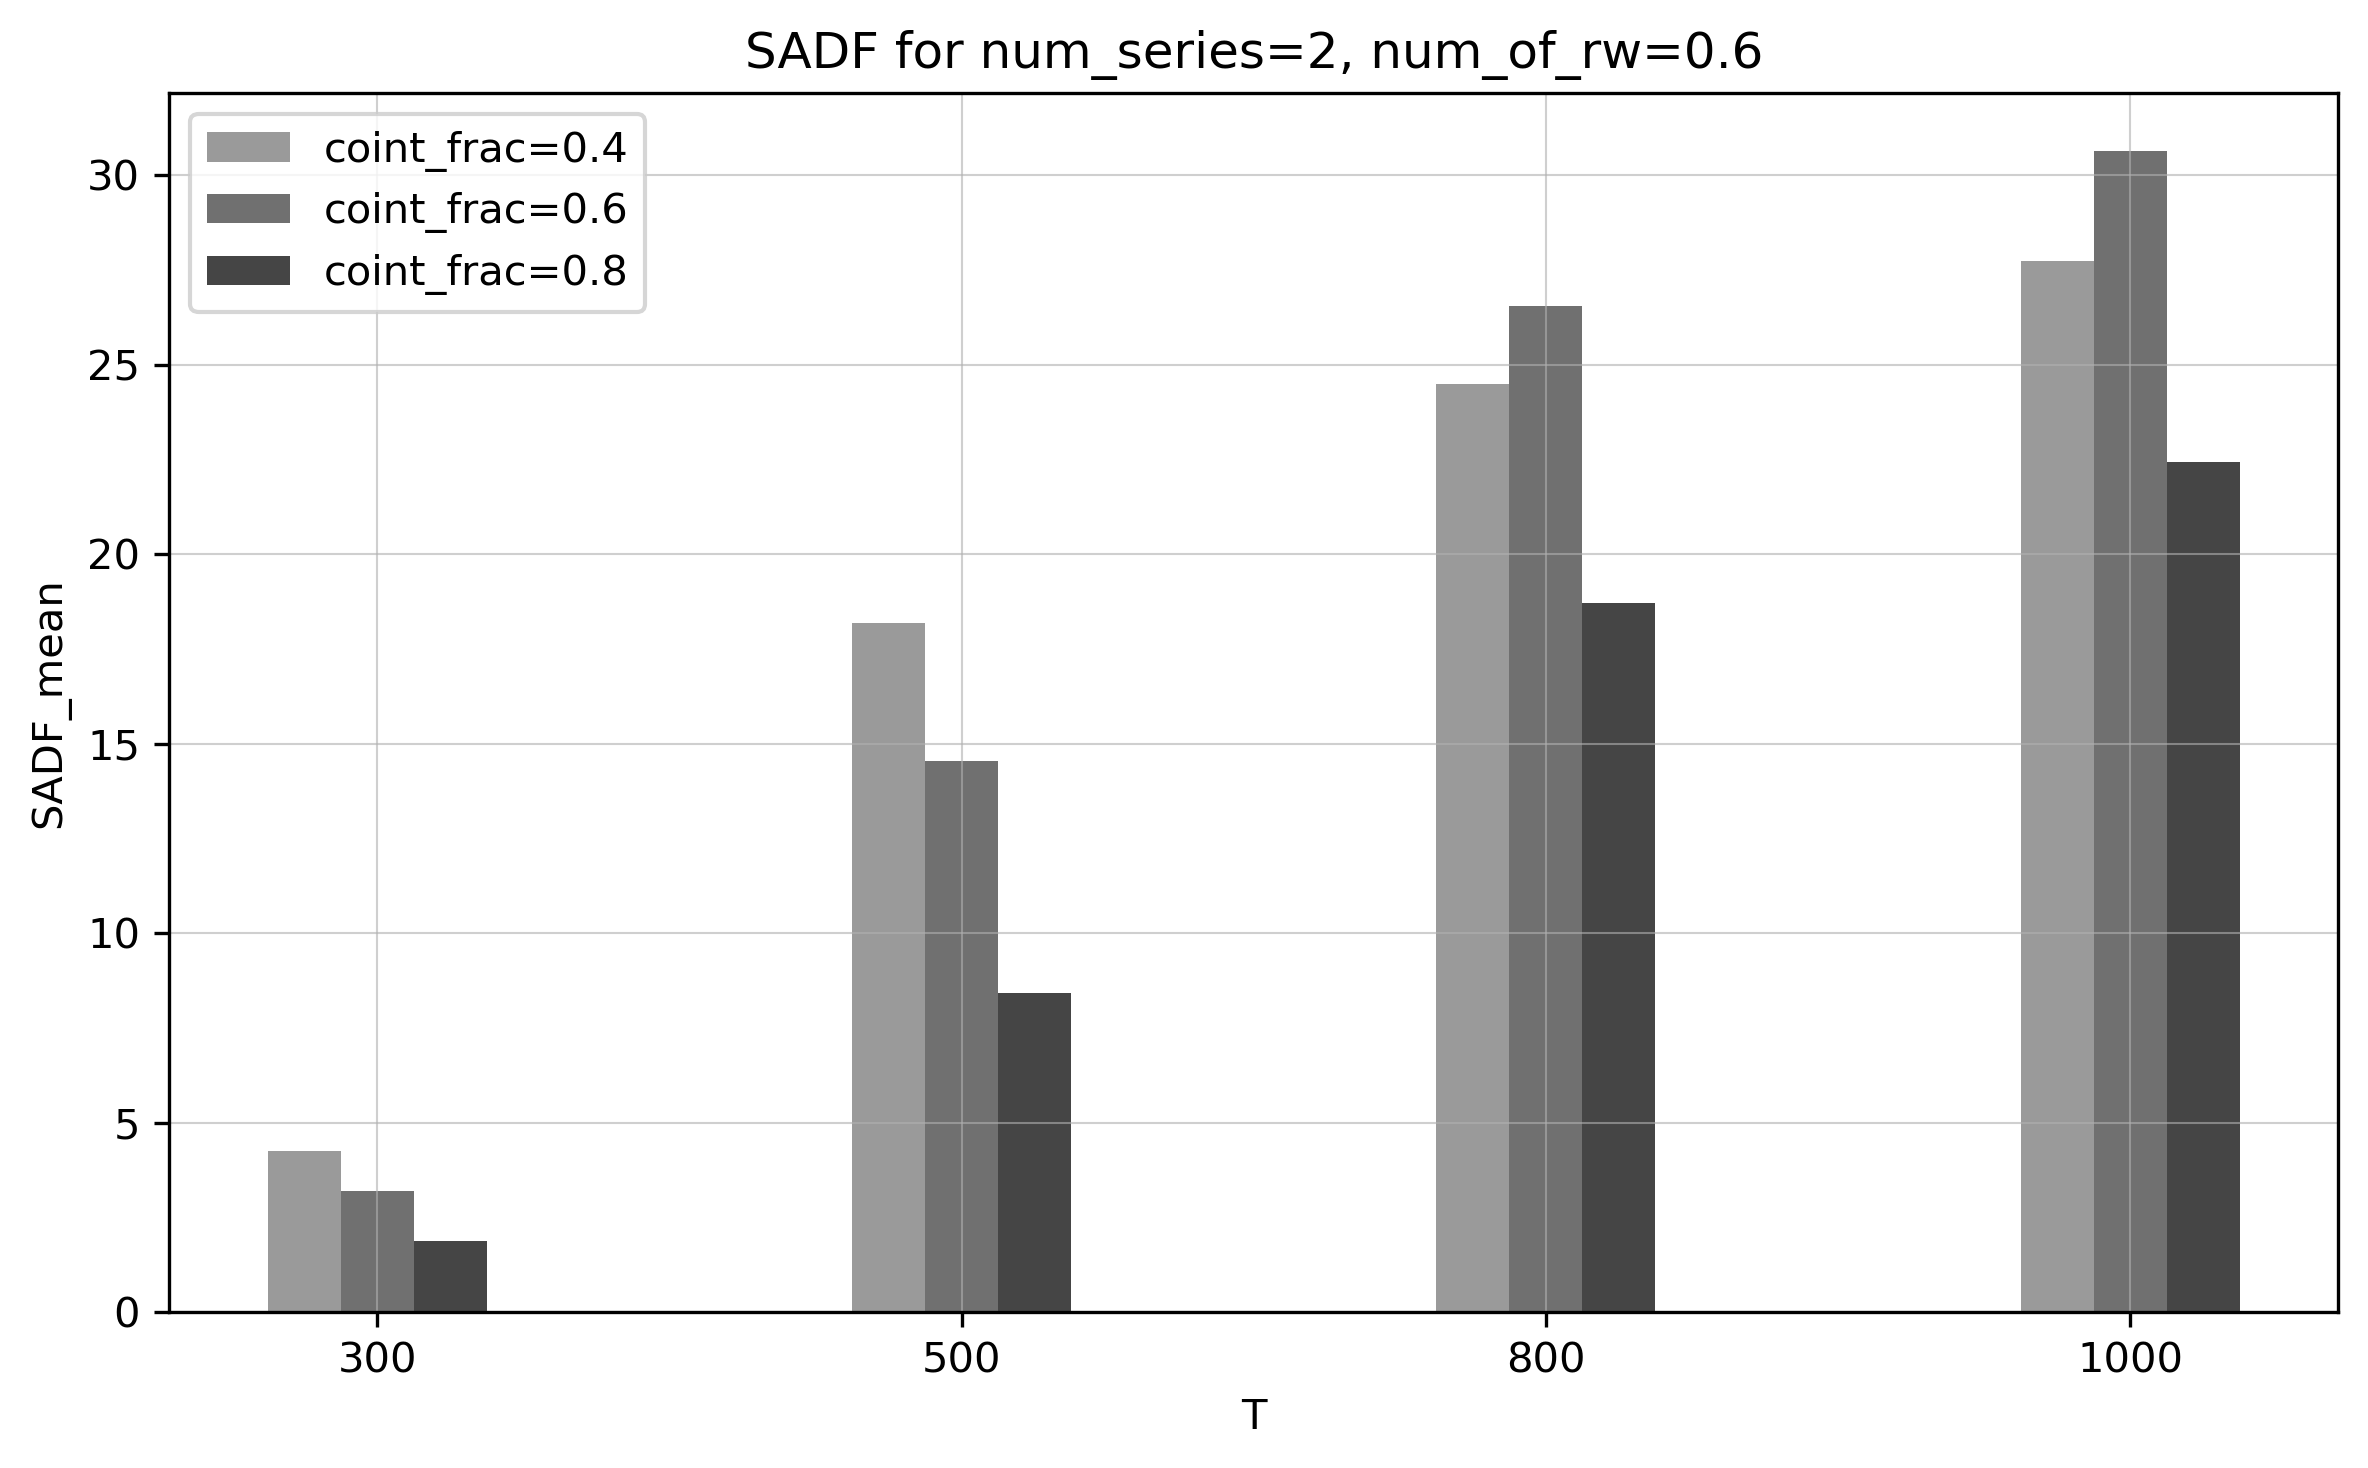 SADF for num_series=2, num_of_rw=0.6
coint_frac=0.4
coint_frac=0.6
coint_frac=0.8
30
25
20
15
10
5
0
SADF_mean
300 500 800 1000
T